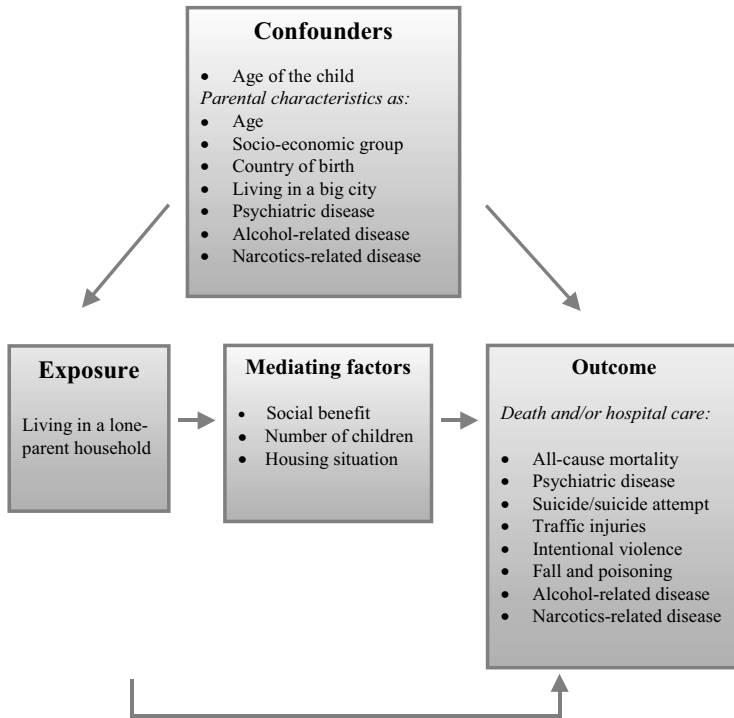 Confounders
• Age of the child
Parental characteristics as:
• Age
• Socio-economic group
• Country of birth
• Living in a big city
• Psychiatric disease
• Alcohol-related disease
• Narcotics-related disease
Exposure
Living in a lone-
parent household
Mediating factors
• Social benefit
• Number of children
• Housing situation
Outcome
Death and/or hospital care:
• All-cause mortality
• Psychiatric disease
• Suicide/suicide attempt
• Traffic injuries
• Intentional violence
• Fall and poisoning
• Alcohol-related disease
• Narcotics-related disease